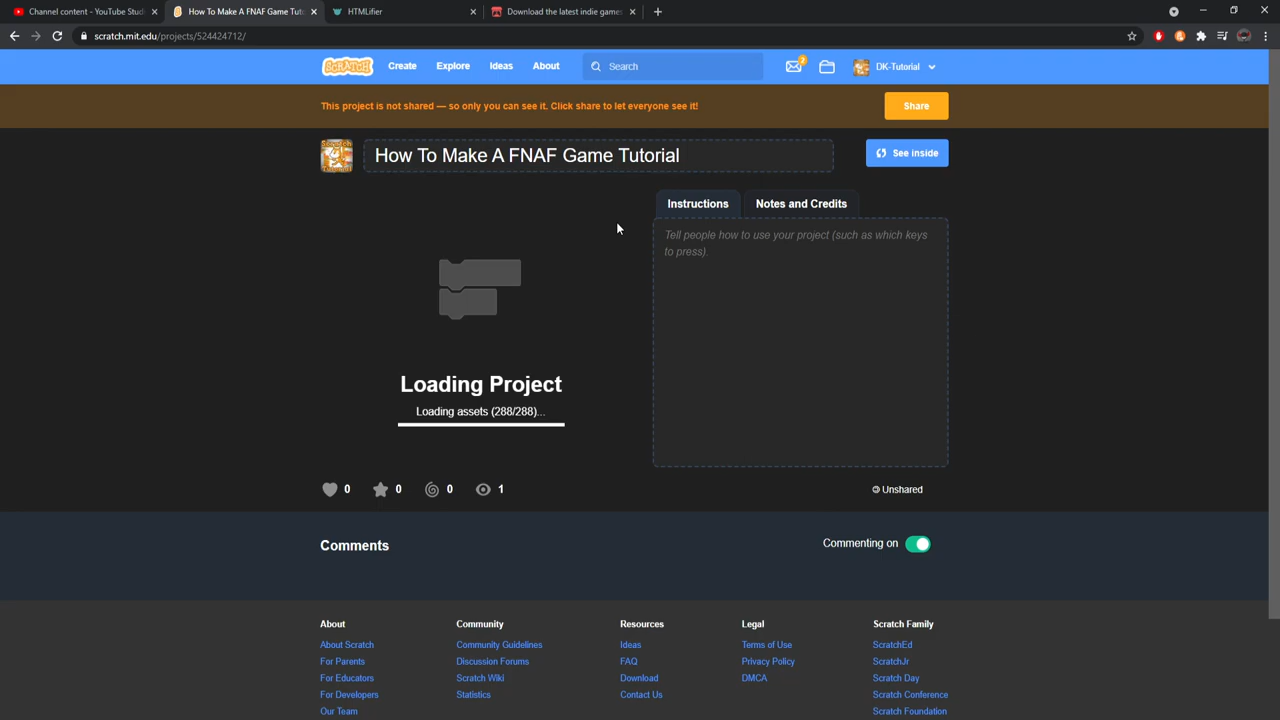 Channel content - YouTube Studi
How To Make A FNAF Game Tuto
HTMLifier
Download the latest indie games
scratch.mit.edu/projects/524424712/
SCRATCH
Create
Explore
Ideas
About
Search
2
DK-Tutorial
This project is not shared — so only you can see it. Click share to let everyone see it!
Share
How To Make A FNAF Game Tutorial
See inside
Instructions
Notes and Credits
Tell people how to use your project (such as which keys
to press).
Loading Project
Loading assets (288/288)...
0
0
0
1
Unshared
Comments
Commenting on
About
Community
Resources
Legal
Scratch Family
About Scratch
Community Guidelines
Ideas
Terms of Use
ScratchEd
For Parents
Discussion Forums
FAQ
Privacy Policy
ScratchJr
For Educators
Scratch Wiki
Download
DMCA
Scratch Day
For Developers
Statistics
Contact Us
Scratch Conference
Our Team
Scratch Foundation